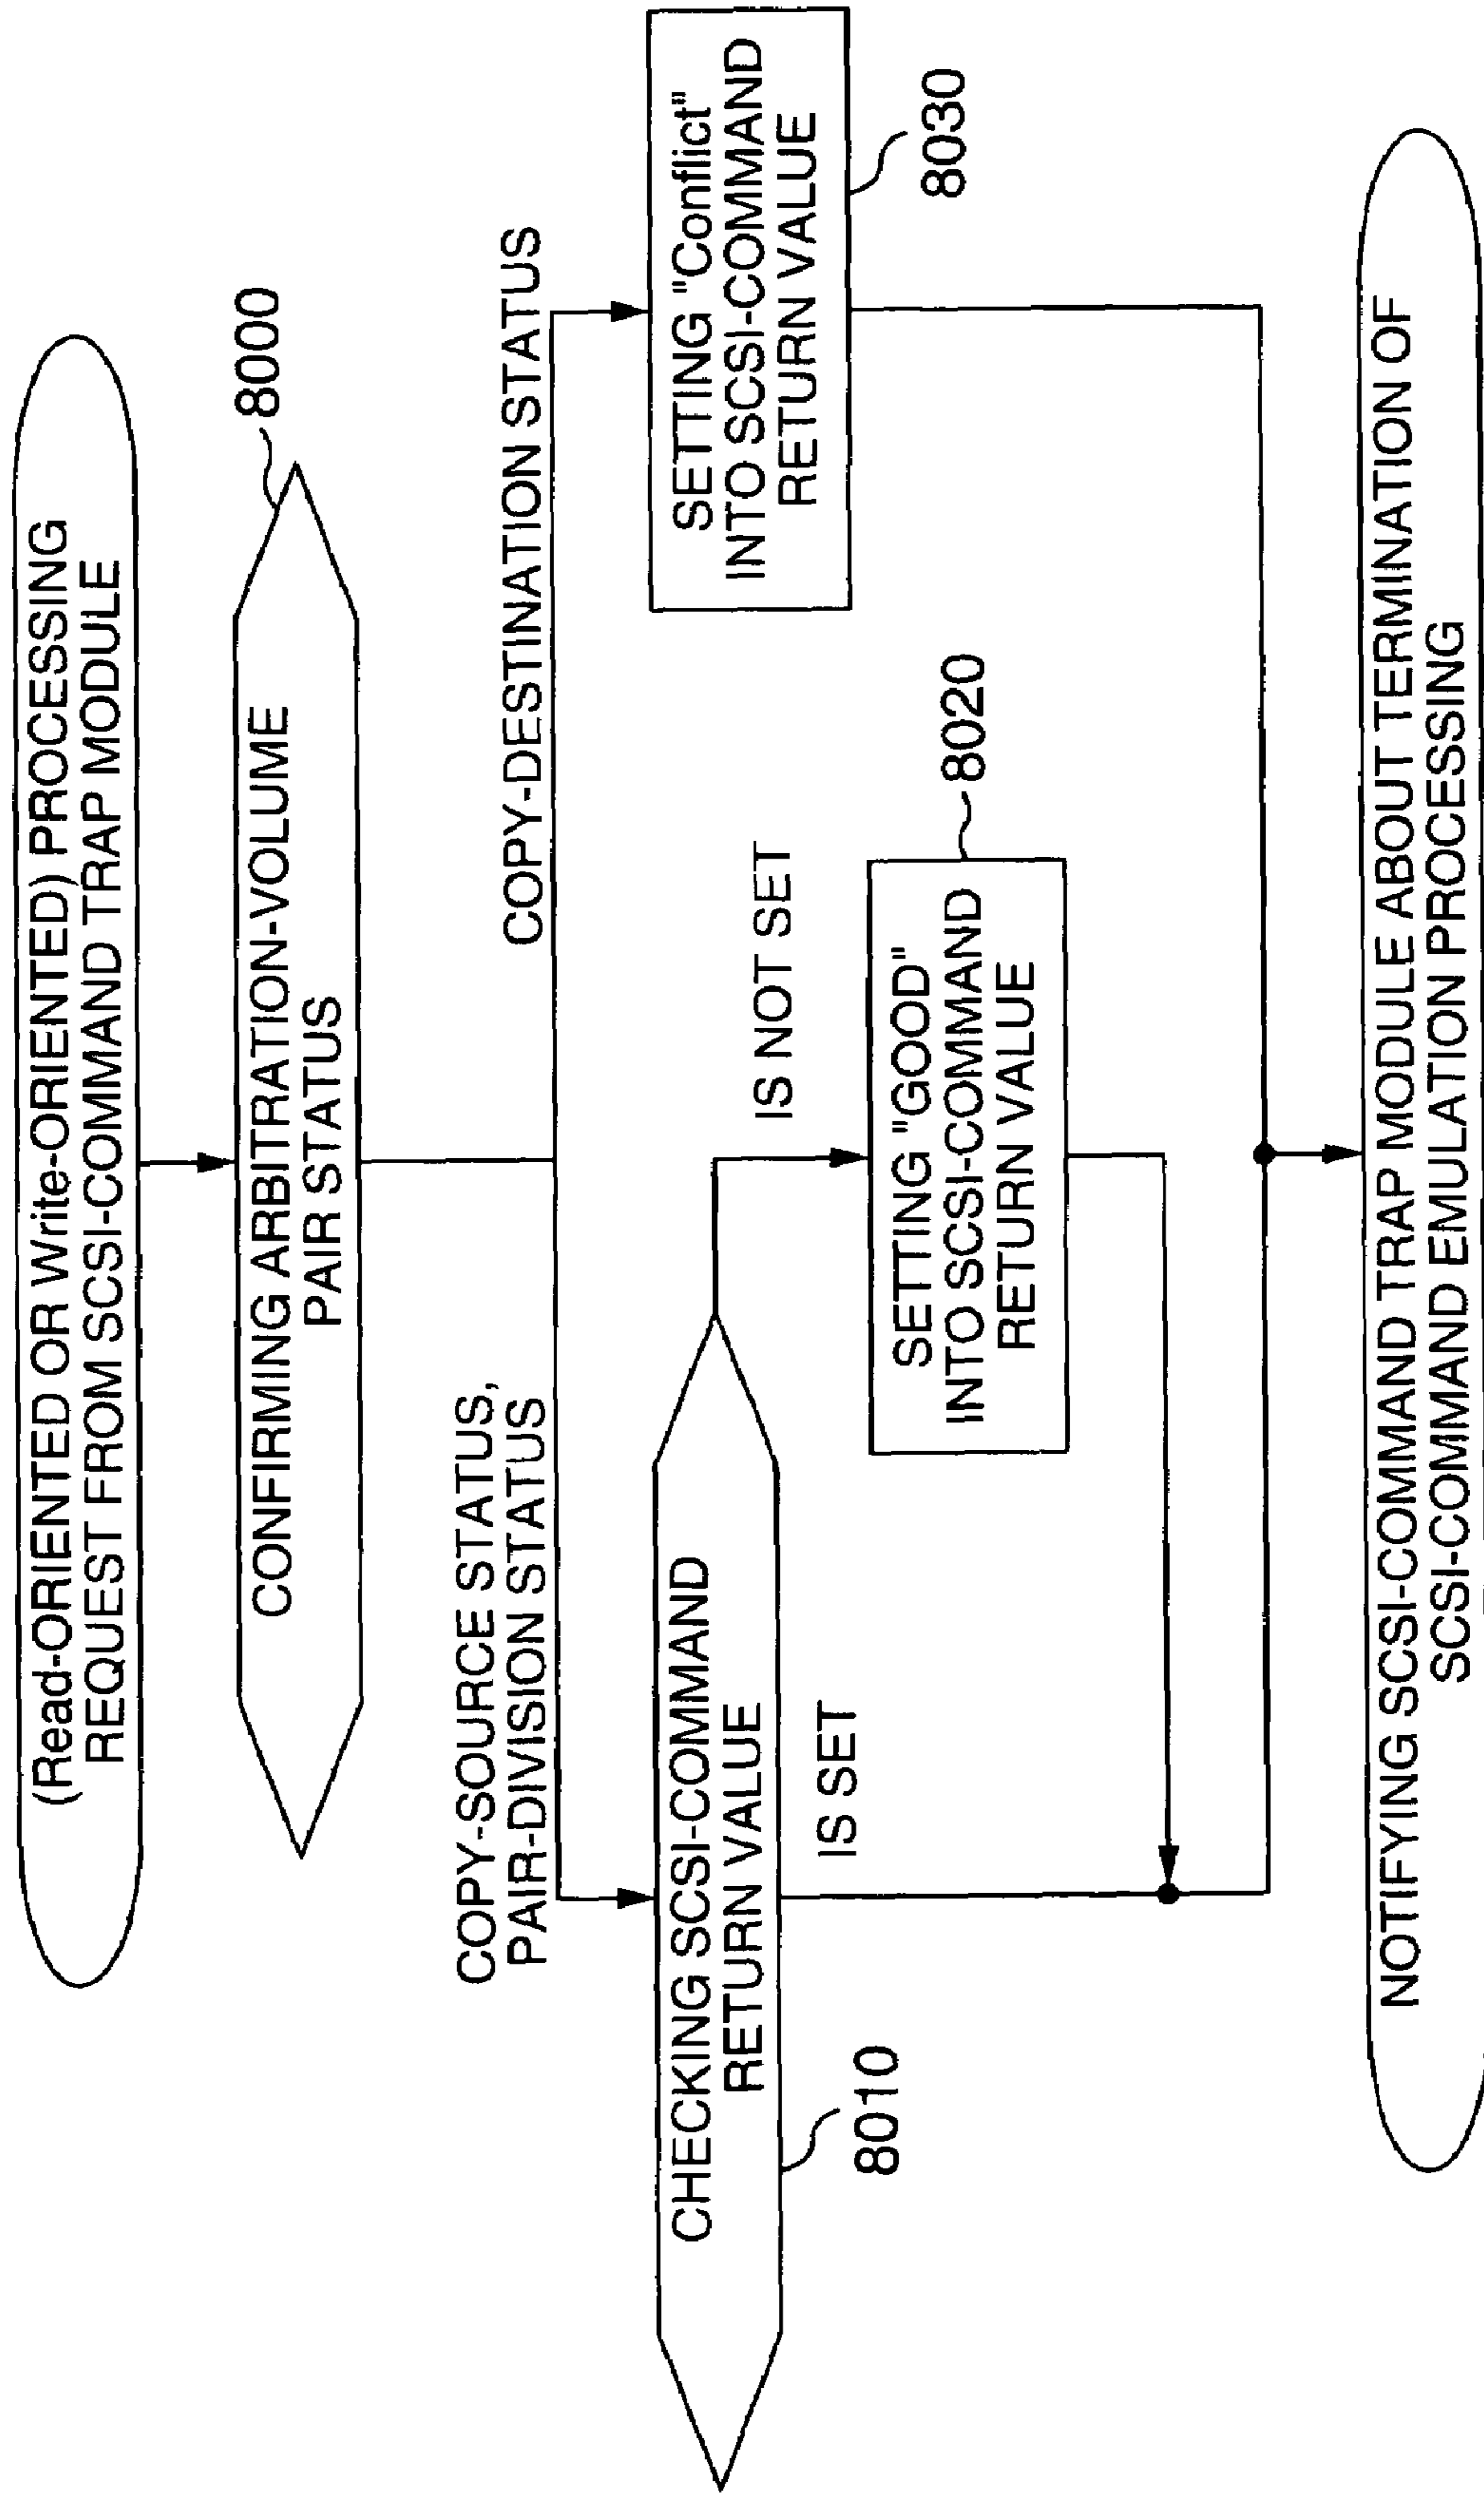 (Read-ORIENTED OR Write-ORIENTED) PROCESSING
REQUEST FROM SCSI-COMMAND TRAP MODULE
8000
CONFIRMING ARBITRATION-VOLUME
PAIR STATUS
COPY-SOURCE STATUS,
PAIR-DIVISION STATUS
COPY-DESTINATION STATUS
CHECKING SCSI-COMMAND
RETURN VALUE
8010
IS SET
IS NOT SET
SETTING "GOOD"
INTO SCSI-COMMAND
RETURN VALUE
8020
SETTING "Conflict"
INTO SCSI-COMMAND
RETURN VALUE
8030
NOTIFYING SCSI-COMMAND TRAP MODULE ABOUT TERMINATION OF
SCSI-COMMAND EMULATION PROCESSING